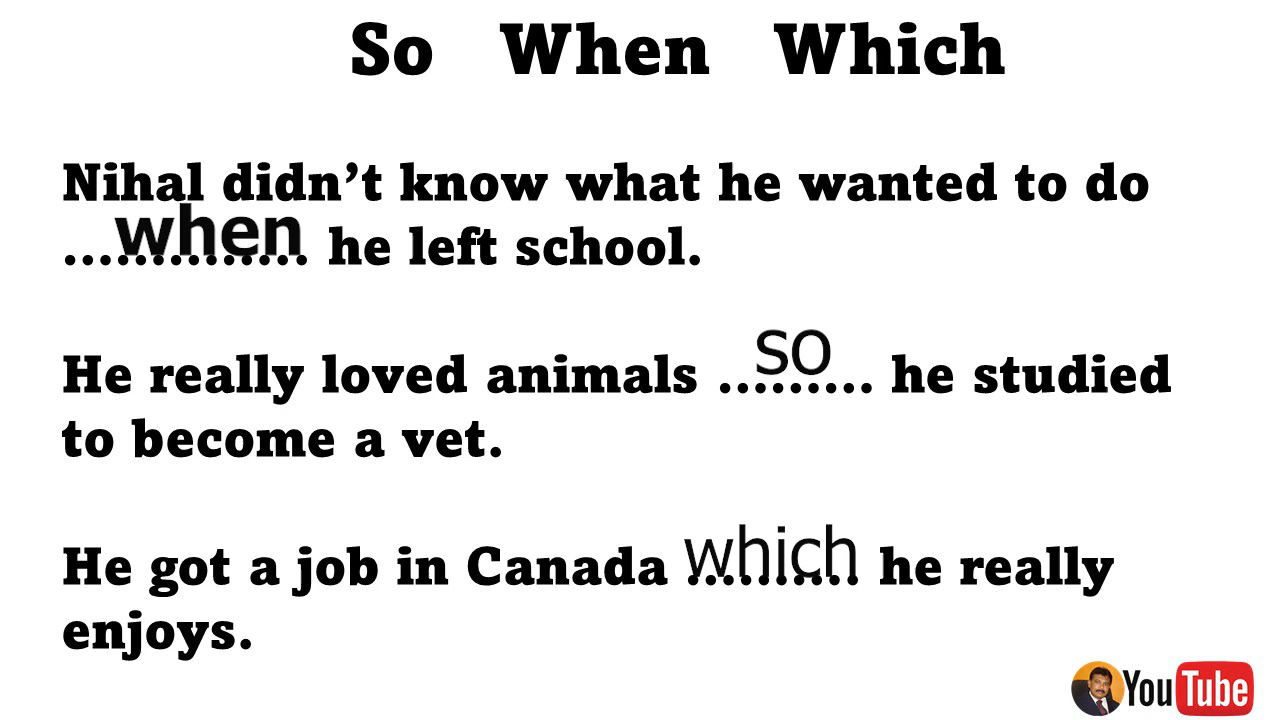 So When Which
Nihal didn’t know what he wanted to do
.....when..... he left school.
He really loved animals ...so... he studied
to become a vet.
He got a job in Canada ...which... he really
enjoys.
YouTube